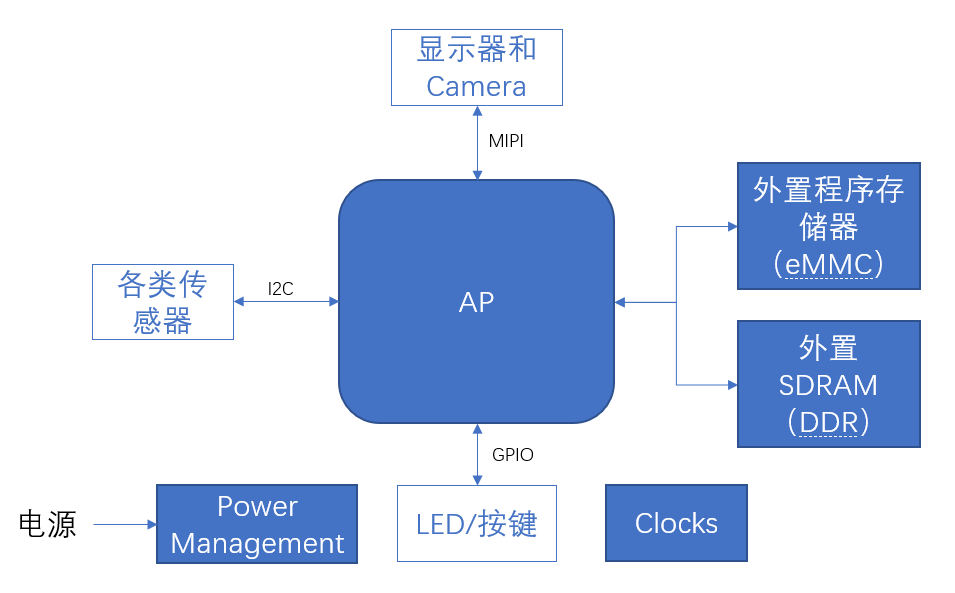 显示器和
Camera
MIPI
外置程序存
储器
（eMMC）
各类传
感器
I2C
AP
外置
SDRAM
（DDR）
GPIO
电源
Power
Management
LED/按键
Clocks